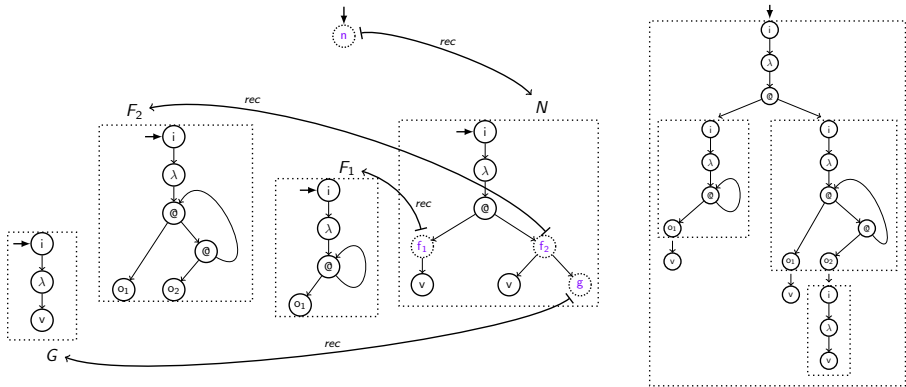 n
rec
N
F₂
rec
i
λ
@
@
o₁
o₂
F₁
rec
i
λ
@
o₁
i
λ
@
f₁
f₂
v
v
g
i
λ
v
G
rec
i
λ
@
i
λ
@
o₁
v
i
λ
@
@
o₁
o₂
v
i
λ
v